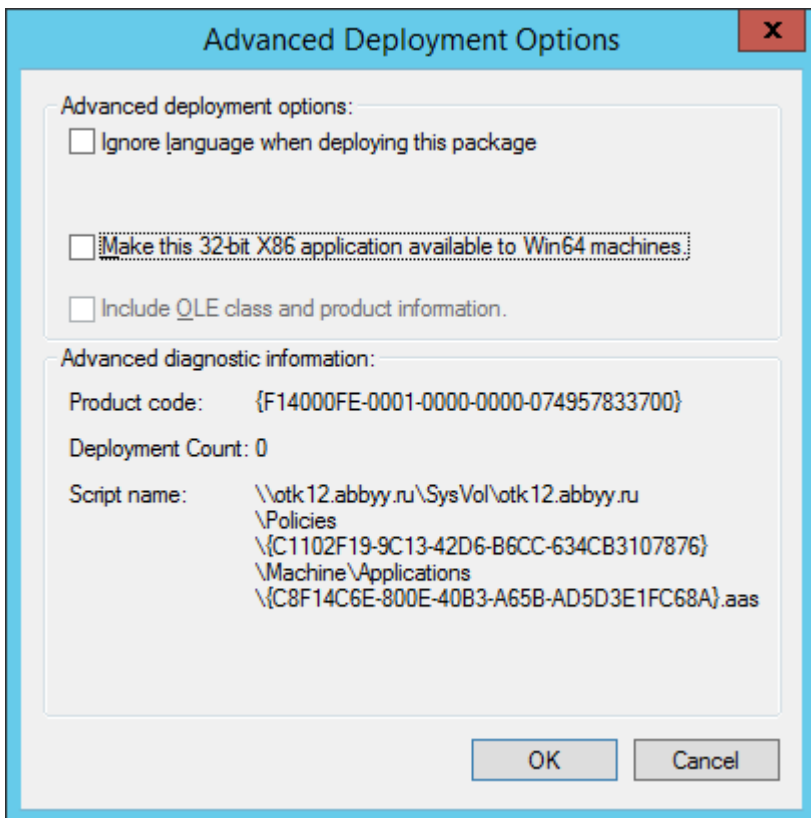 Advanced Deployment Options
x
Advanced deployment options:
Ignore language when deploying this package
Make this 32-bit X86 application available to Win64 machines.
Include OLE class and product information.
Advanced diagnostic information:
Product code: {F14000FE-0001-0000-0000-074957833700}
Deployment Count: 0
Script name: \\otk12.abbyy.ru\SysVol\otk12.abbyy.ru
\Policies
\{C1102F19-9C13-42D6-B6CC-634CB3107876}
\Machine\Applications
\{C8F14C6E-800E-40B3-A65B-AD5D3E1FC68A}.aas
OK Cancel